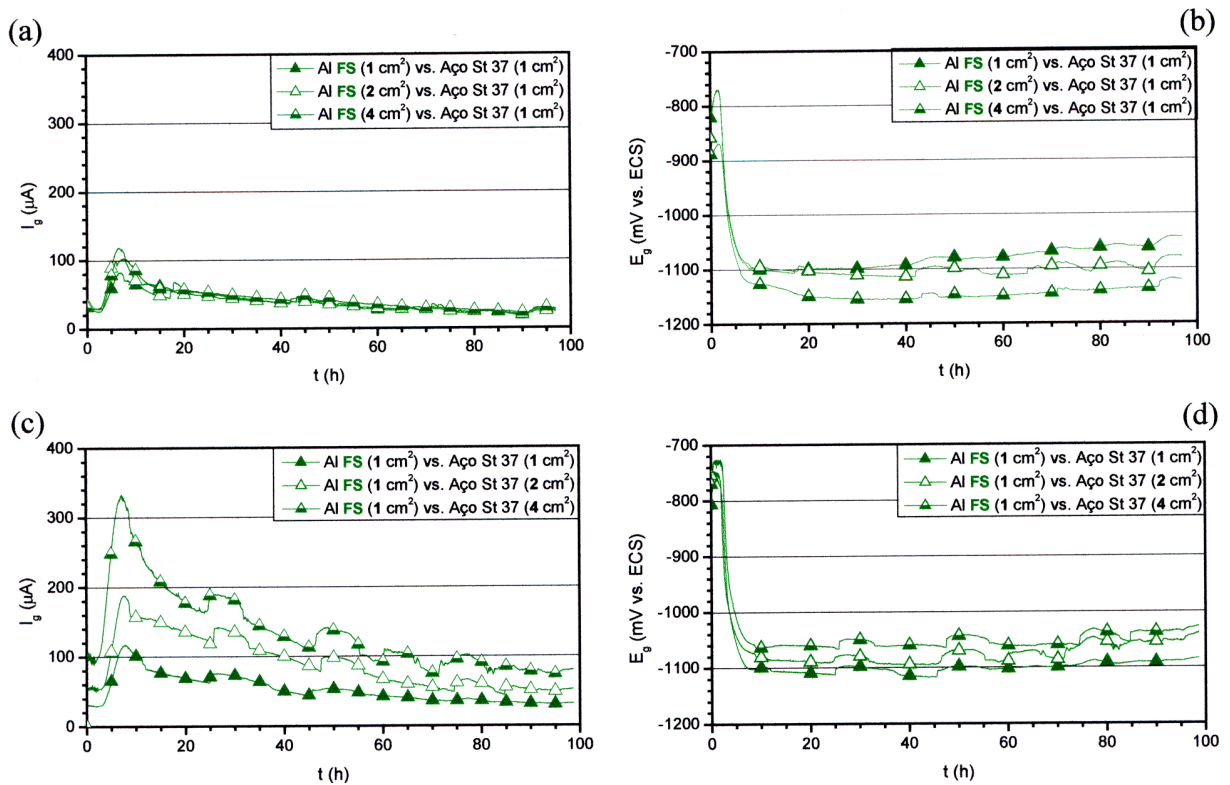 (a)
400
300
200
100
0
I_g (μA)
Al FS (1 cm²) vs. Aço St 37 (1 cm²)
Al FS (2 cm²) vs. Aço St 37 (1 cm²)
Al FS (4 cm²) vs. Aço St 37 (1 cm²)
0 20 40 60 80 100
t (h)
(b)
-700
-800
-900
-1000
-1100
-1200
E_g (mV vs. ECS)
Al FS (1 cm²) vs. Aço St 37 (1 cm²)
Al FS (2 cm²) vs. Aço St 37 (1 cm²)
Al FS (4 cm²) vs. Aço St 37 (1 cm²)
0 20 40 60 80 100
t (h)
(c)
400
300
200
100
0
I_g (μA)
Al FS (1 cm²) vs. Aço St 37 (1 cm²)
Al FS (1 cm²) vs. Aço St 37 (2 cm²)
Al FS (1 cm²) vs. Aço St 37 (4 cm²)
0 20 40 60 80 100
t (h)
(d)
-700
-800
-900
-1000
-1100
-1200
E_g (mV vs. ECS)
Al FS (1 cm²) vs. Aço St 37 (1 cm²)
Al FS (1 cm²) vs. Aço St 37 (2 cm²)
Al FS (1 cm²) vs. Aço St 37 (4 cm²)
0 20 40 60 80 100
t (h)